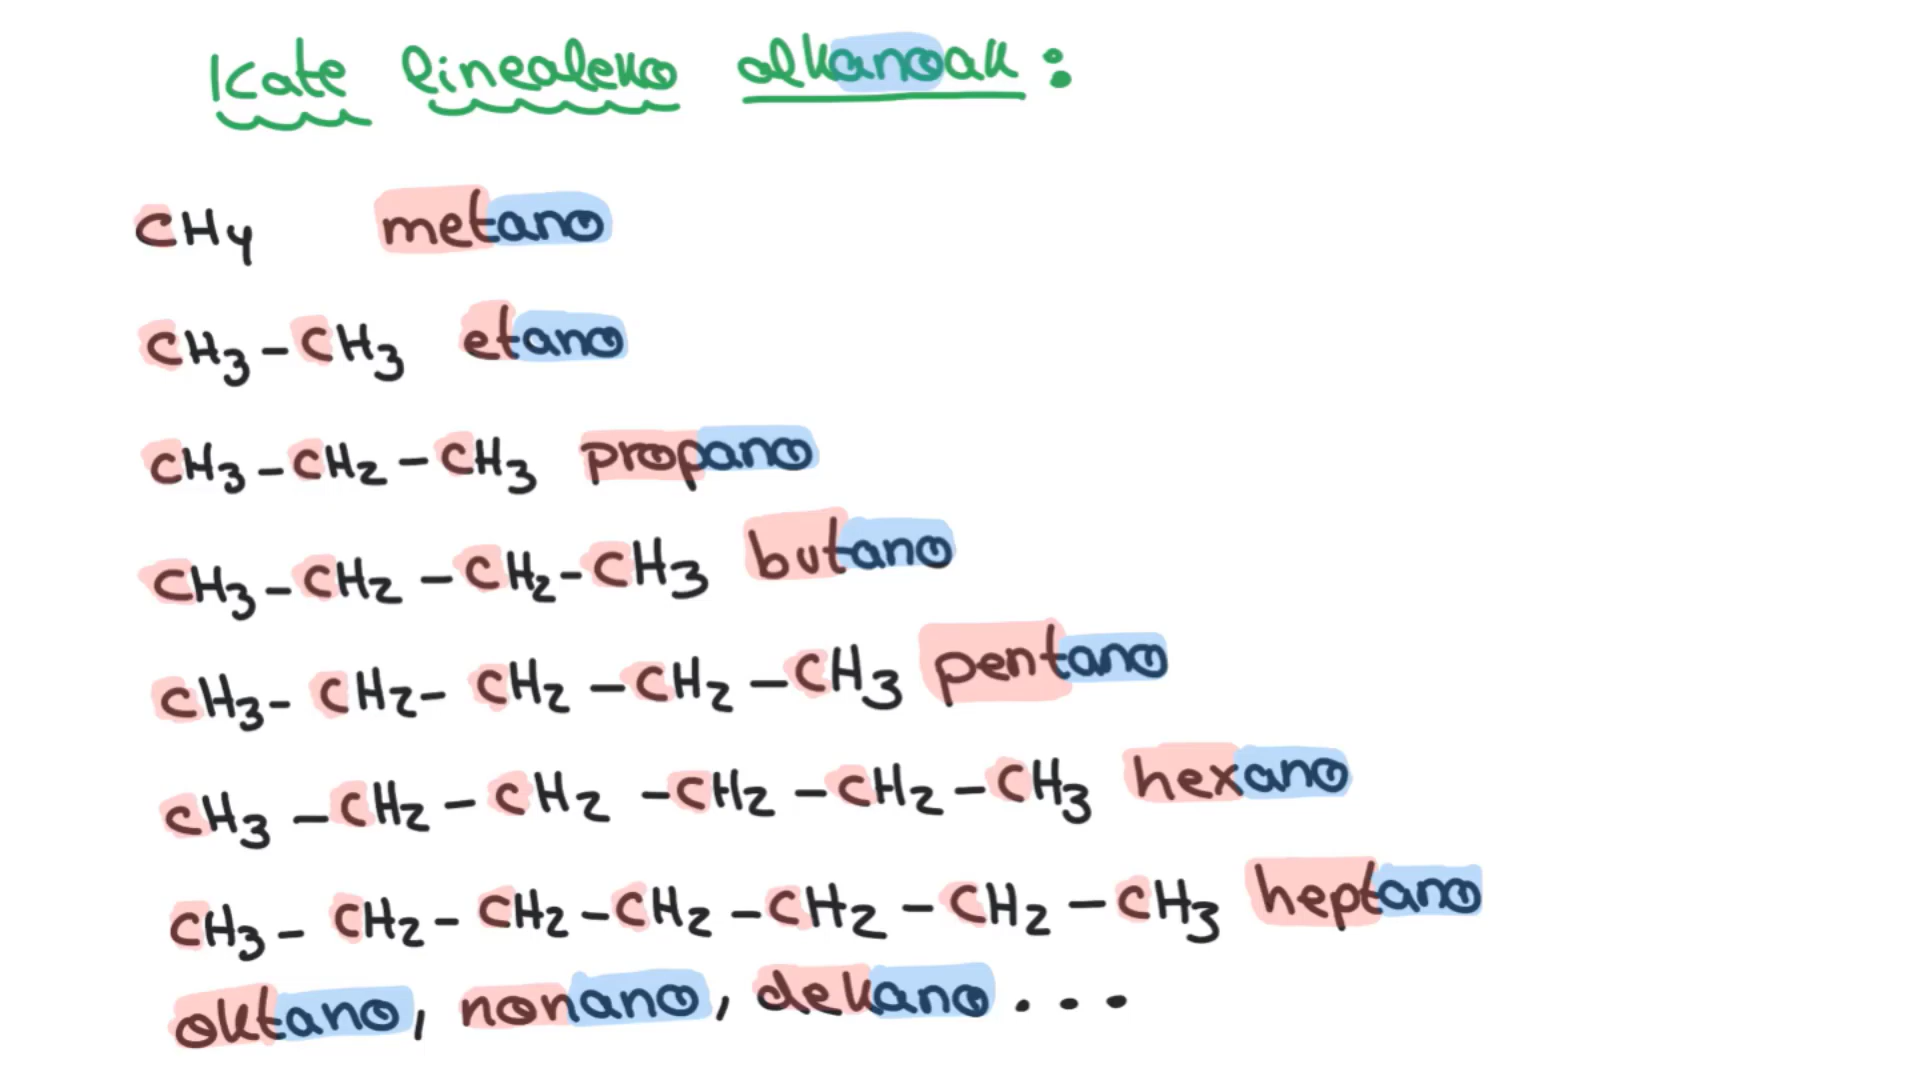 Kate linealeko alkanoak:
CH4 metano
CH3-CH3 etano
CH3-CH2-CH3 propano
CH3-CH2-CH2-CH3 butano
CH3-CH2-CH2-CH2-CH3 pentano
CH3-CH2-CH2-CH2-CH2-CH3 hexano
CH3-CH2-CH2-CH2-CH2-CH2-CH3 heptano
oktano, nonano, dekano...